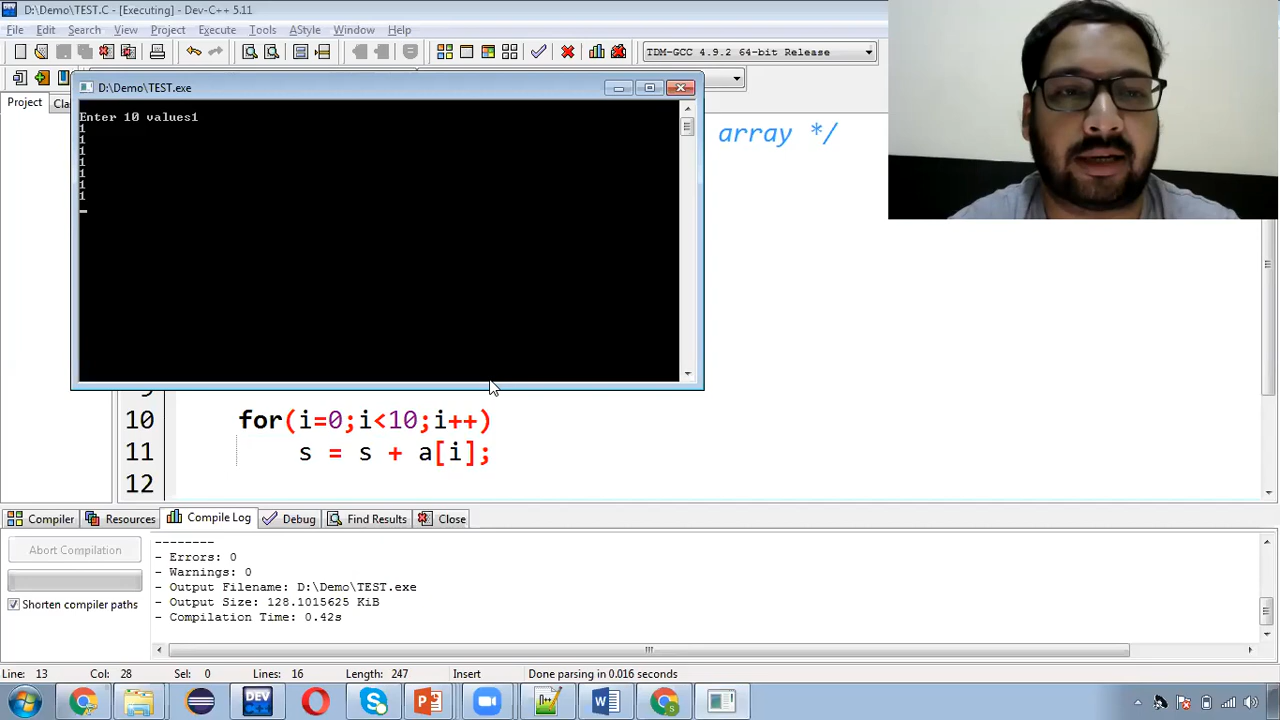 D:\Demo\TEST.C - [Executing] - Dev-C++ 5.11
File Edit Search View Project Execute Tools AStyle Window Help
TDM-GCC 4.9.2 64-bit Release
D:\Demo\TEST.exe
Project Cla
Enter 10 values1
1
1
1
1
1
1
1
array */
10 for(i=0;i<10;i++)
11 s = s + a[i];
12
Compiler Resources Compile Log Debug Find Results Close
Abort Compilation
Shorten compiler paths
--------
- Errors: 0
- Warnings: 0
- Output Filename: D:\Demo\TEST.exe
- Output Size: 128.1015625 KiB
- Compilation Time: 0.42s
Line: 13 Col: 28 Sel: 0 Lines: 16 Length: 247 Insert Done parsing in 0.016 seconds
DEV